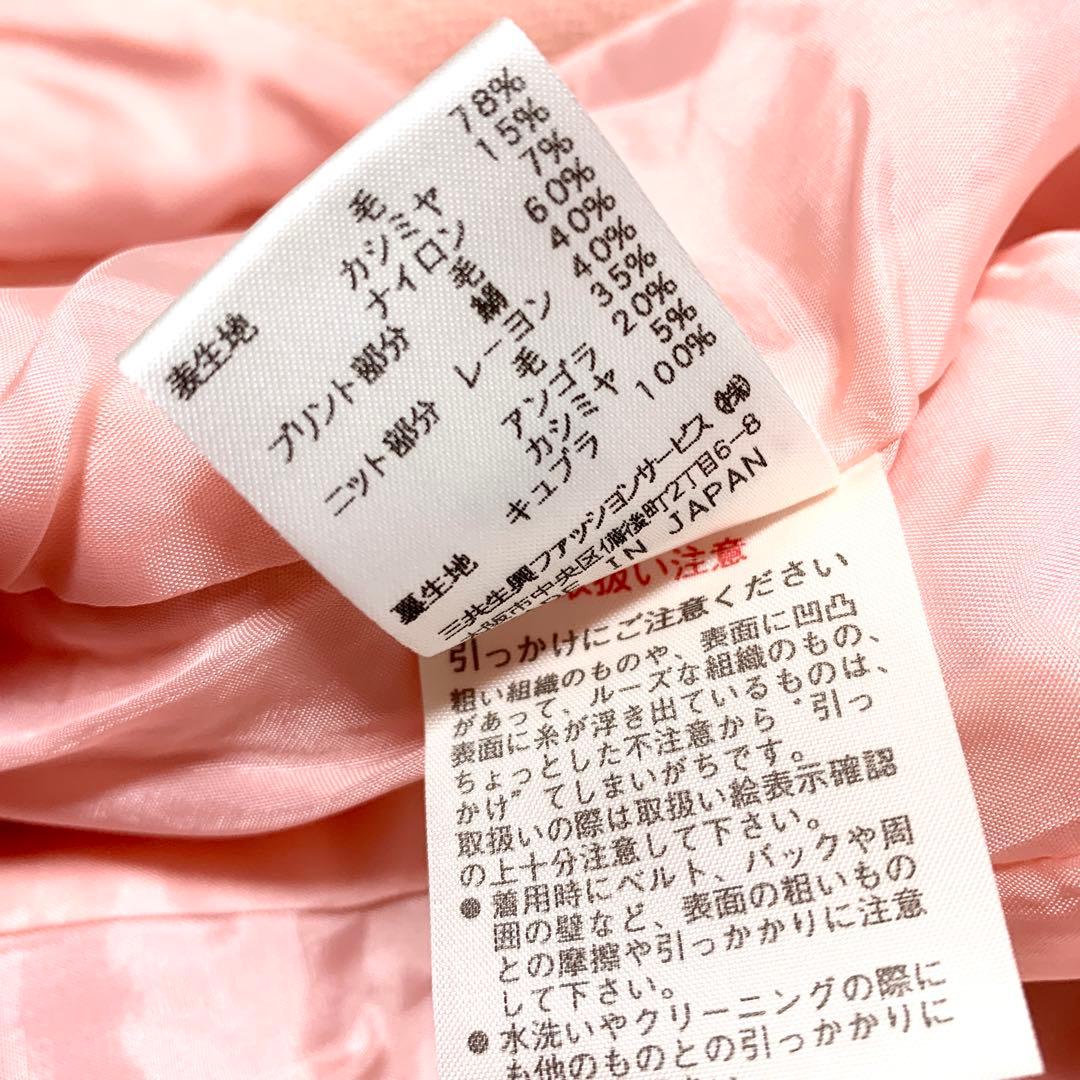 表生地 毛 78%
カシミヤ 15%
ナイロン 7%
プリント部分 毛 60%
絹 40%
ニット部分 レーヨン 40%
毛 35%
アンゴラ 20%
カシミヤ 5%
裏生地 キュプラ 100%
三共生興ファッションサービス(株)
大阪市中央区備後町2丁目6-8
IN JAPAN
扱い注意
引っかけにご注意ください
粗い組織のものや、表面に凹凸
があって、ルーズな組織のもの、
表面に糸が浮き出ているものは、
ちょっとした不注意から“引っ
かけ”てしまいがちです。
取扱いの際は取扱い絵表示確認
の上十分注意して下さい。
●着用時にベルト、バックや周
囲の壁など、表面の粗いもの
との摩擦や引っかかりに注意
して下さい。
●水洗いやクリーニングの際に
も他のものとの引っかかりに